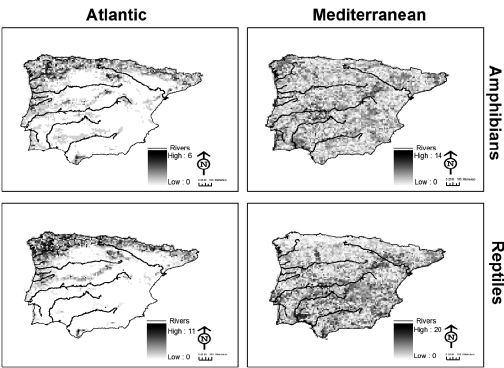 Atlantic
Mediterranean
Amphibians
Rivers
High : 6
Low : 0
N
Rivers
High : 14
Low : 0
N
Reptiles
Rivers
High : 11
Low : 0
N
Rivers
High : 20
Low : 0
N